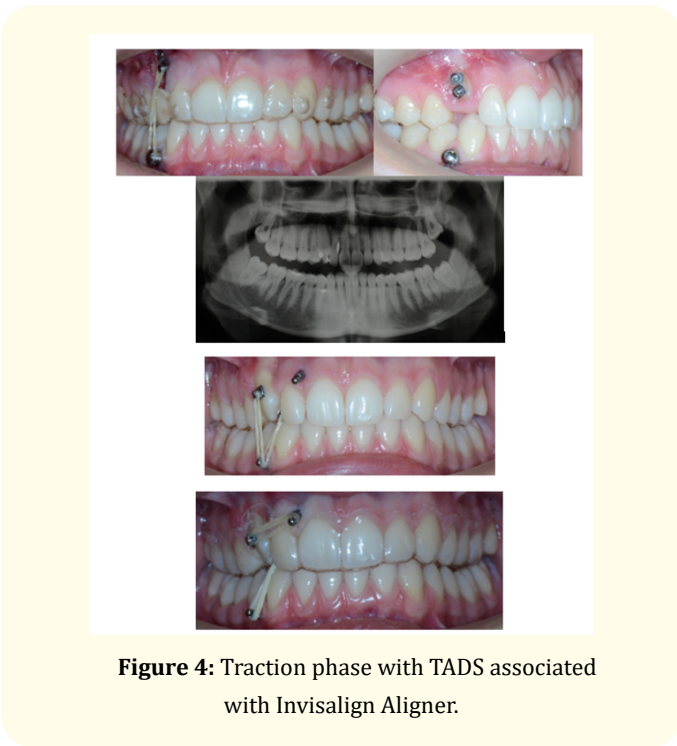 Figure 4: Traction phase with TADS associated
with Invisalign Aligner.